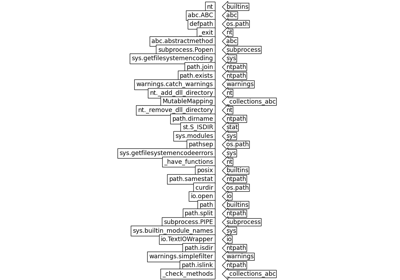 nt builtins
abc.ABC abc
defpath os.path
_exit nt
abc.abstractmethod abc
subprocess.Popen subprocess
sys.getfilesystemencoding sys
path.join ntpath
path.exists ntpath
warnings.catch_warnings warnings
nt._add_dll_directory nt
MutableMapping _collections_abc
nt._remove_dll_directory nt
path.dirname ntpath
st.S_ISDIR stat
sys.modules sys
pathsep os.path
sys.getfilesystemencodeerrors sys
_have_functions nt
posix builtins
path.samestat ntpath
curdir os.path
io.open io
path builtins
path.split ntpath
subprocess.PIPE subprocess
sys.builtin_module_names sys
io.TextIOWrapper io
path.isdir ntpath
warnings.simplefilter warnings
path.islink ntpath
_check_methods _collections_abc